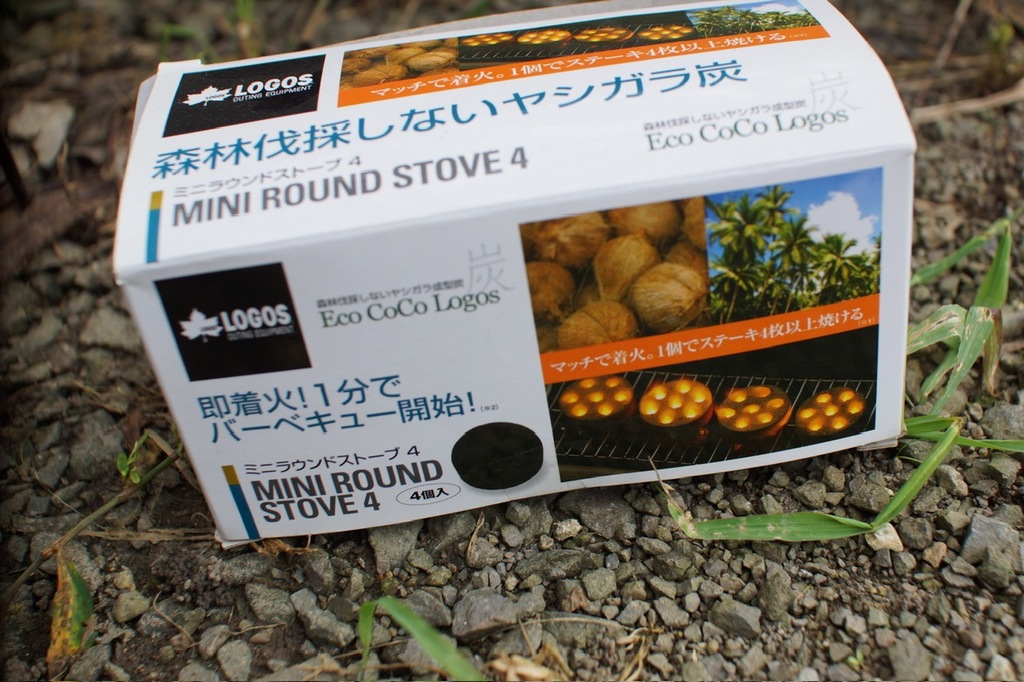 LOGOS
OUTING EQUIPMENT
マッチで着火。1個でステーキ4枚以上焼ける(※1)
森林伐採しないヤシガラ炭
ミニラウンドストーブ 4
MINI ROUND STOVE 4
炭
森林伐採しないヤシガラ成型炭
Eco CoCo Logos
LOGOS
OUTING EQUIPMENT
炭
森林伐採しないヤシガラ成型炭
Eco CoCo Logos
マッチで着火。1個でステーキ4枚以上焼ける(※1)
即着火!1分で
バーベキュー開始!(※2)
ミニラウンドストーブ 4
MINI ROUND
STOVE 4
4個入